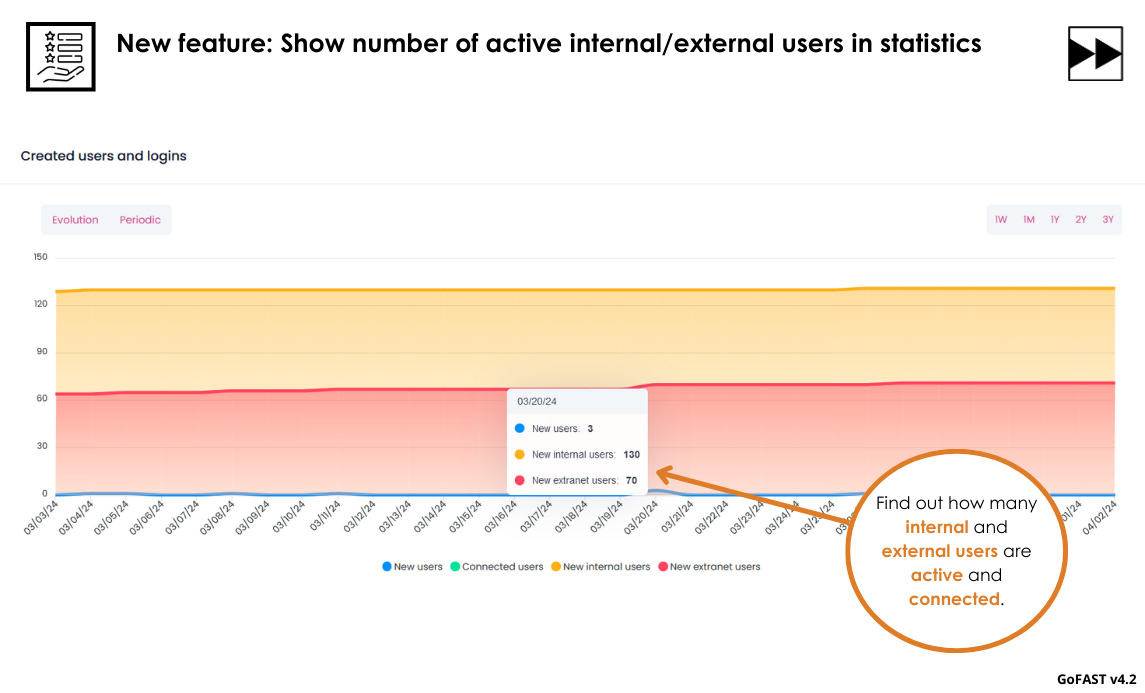 New feature: Show number of active internal/external users in statistics
Created users and logins
Evolution Periodic
1W 1M 1Y 2Y 3Y
150
120
90
60
30
0
03/20/24
New users: 3
New internal users: 130
New extranet users: 70
03/03/24 03/04/24 03/05/24 03/06/24 03/07/24 03/08/24 03/09/24 03/10/24 03/11/24 03/12/24 03/13/24 03/14/24 03/15/24 03/16/24 03/17/24 03/18/24 03/19/24 03/20/24 03/21/24 03/22/24 03/23/24 03/24/24 03/25/24 04/02/24
New users Connected users New internal users New extranet users
Find out how many
internal and
external users are
active and
connected.
GoFAST v4.2